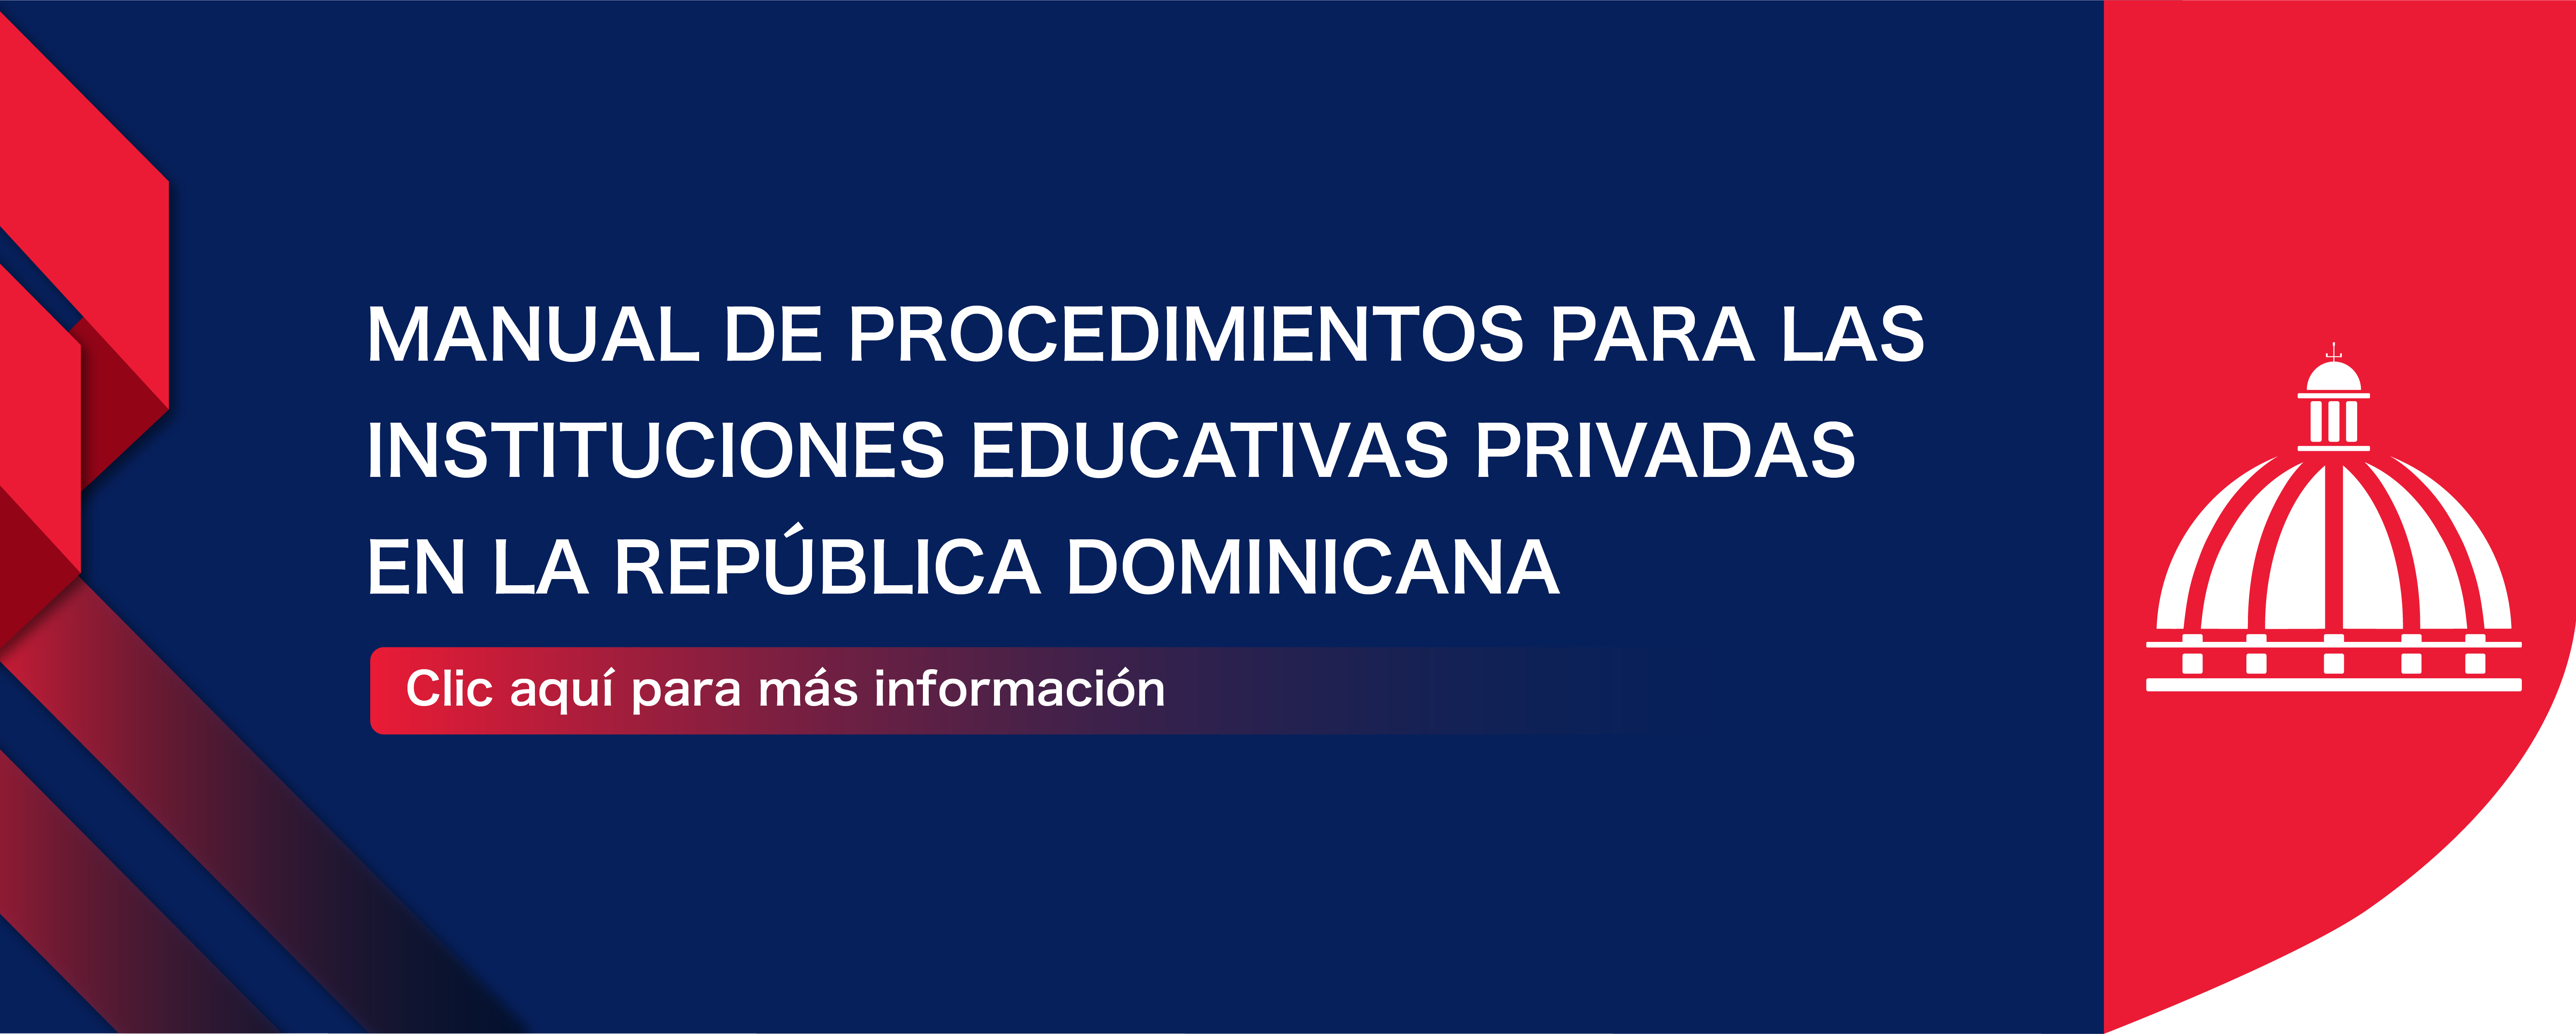 MANUAL DE PROCEDIMIENTOS PARA LAS
INSTITUCIONES EDUCATIVAS PRIVADAS
EN LA REPÚBLICA DOMINICANA
Clic aquí para más información